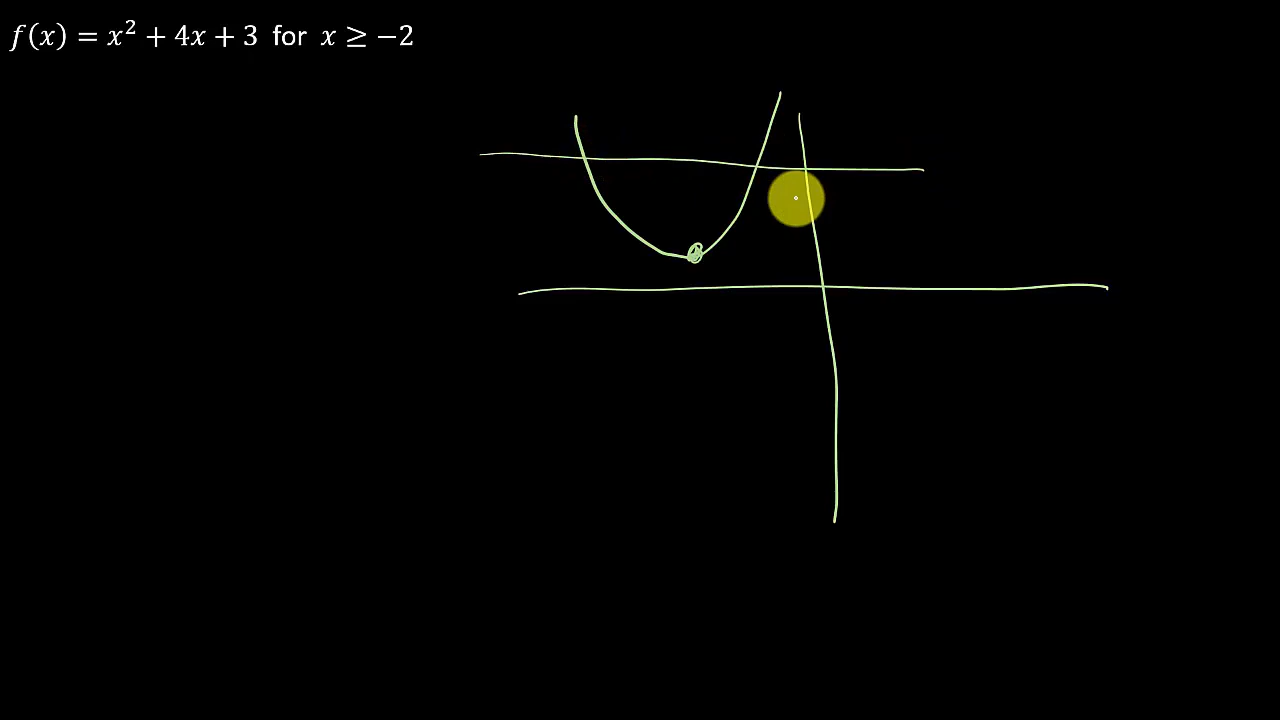 f(x) = x² + 4x + 3 for x ≥ −2